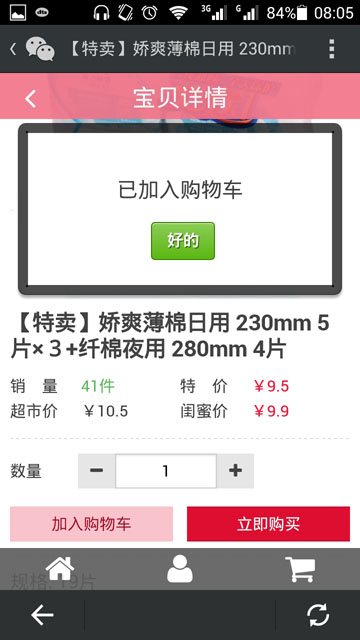 3G G 84% 08:05
【特卖】娇爽薄棉日用 230mm
宝贝详情
已加入购物车
好的
【特卖】娇爽薄棉日用 230mm 5
片×３+纤棉夜用 280mm 4片
销 量 41件 特 价 ￥9.5
超市价 ￥10.5 闺蜜价 ￥9.9
数量 − 1 +
加入购物车 立即购买
规格: 19片